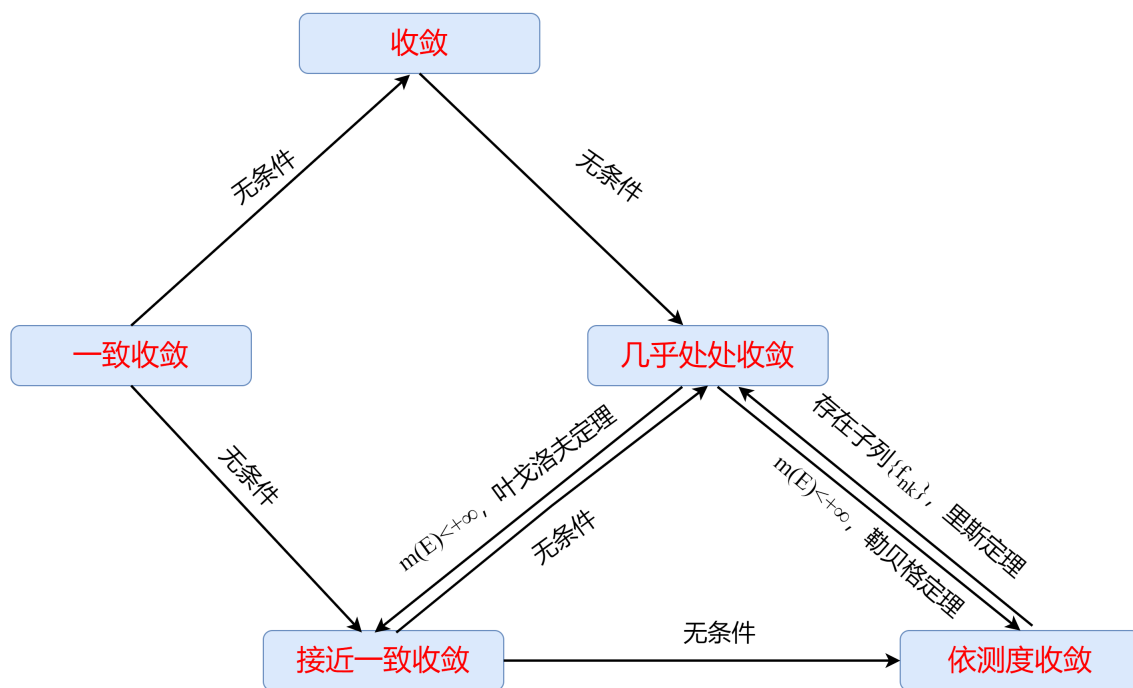 收敛
无条件
无条件
一致收敛
几乎处处收敛
无条件
m(E)<+∞，叶戈洛夫定理
无条件
存在子列{fnk}，里斯定理
m(E)<+∞，勒贝格定理
接近一致收敛
无条件
依测度收敛